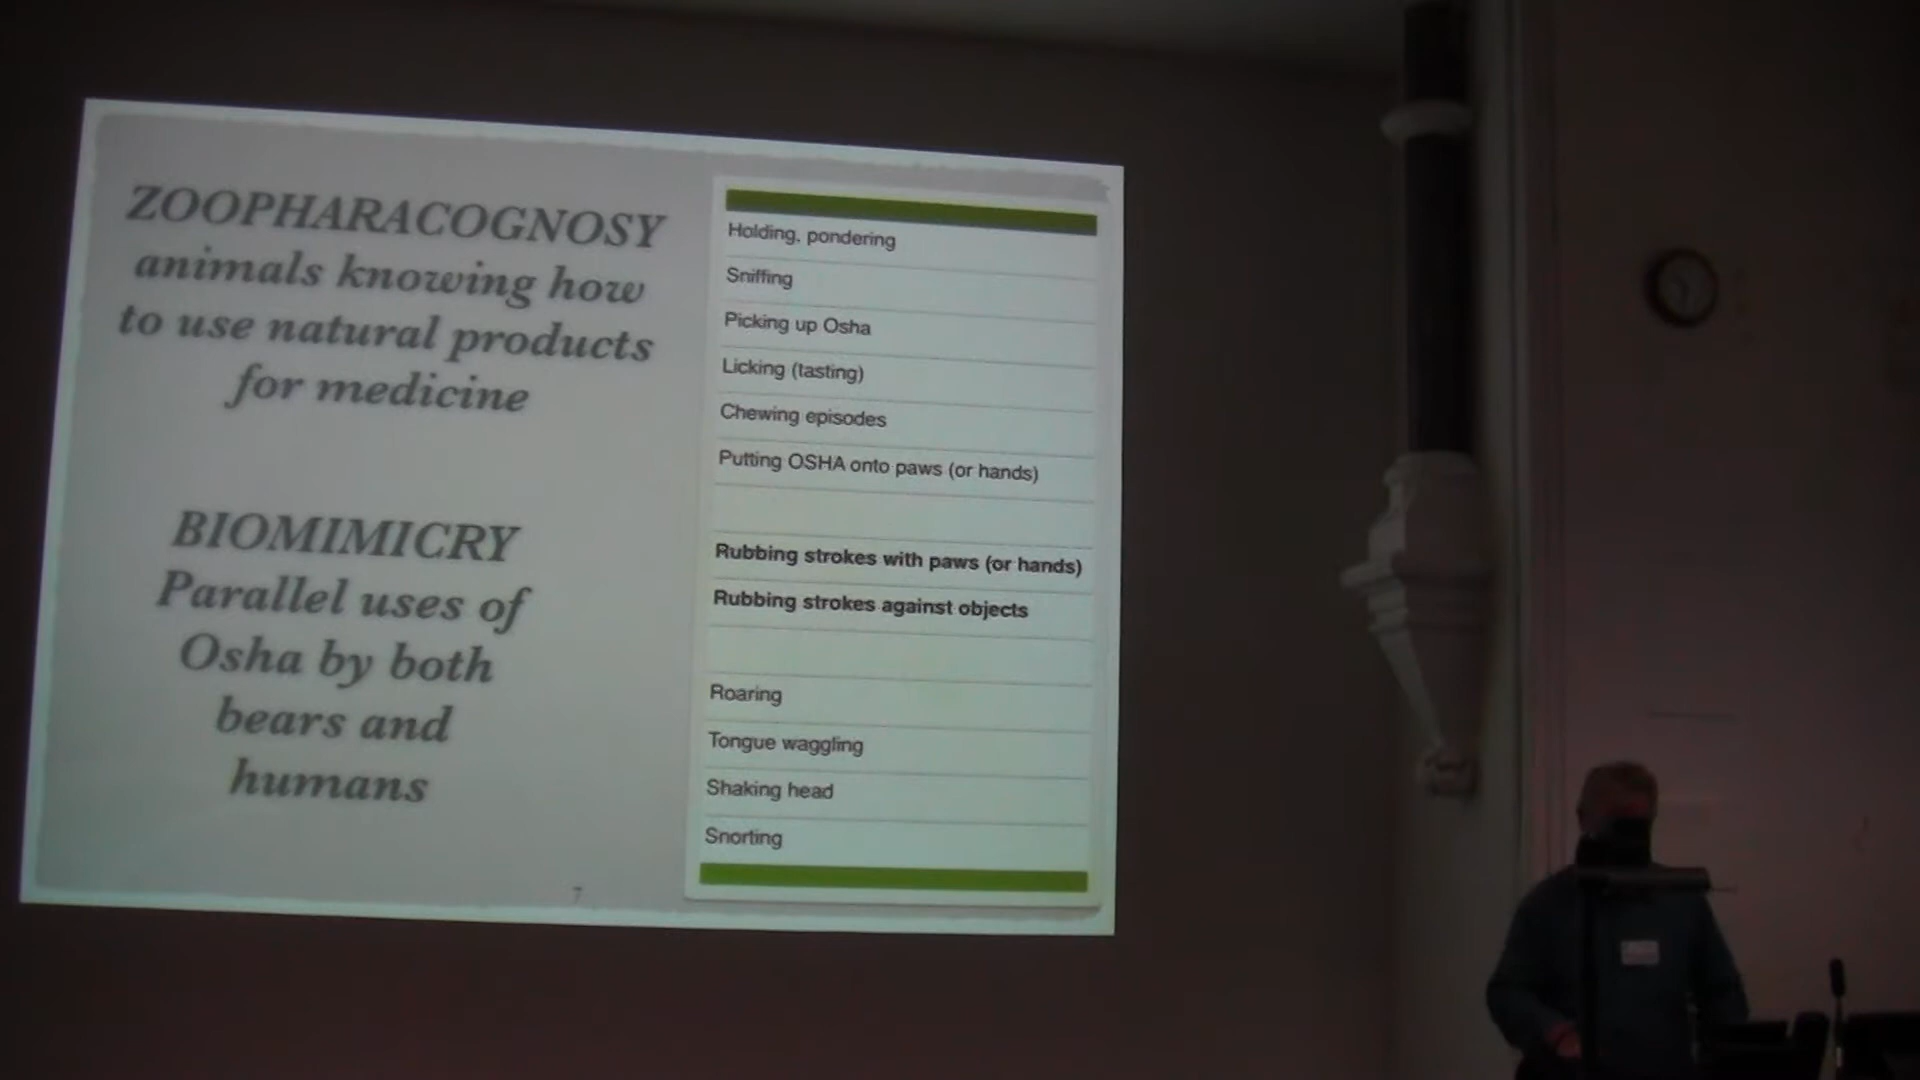 ZOOPHARACOGNOSY
animals knowing how
to use natural products
for medicine
BIOMIMICRY
Parallel uses of
Osha by both
bears and
humans
7
Holding, pondering
Sniffing
Picking up Osha
Licking (tasting)
Chewing episodes
Putting OSHA onto paws (or hands)
Rubbing strokes with paws (or hands)
Rubbing strokes against objects
Roaring
Tongue waggling
Shaking head
Snorting